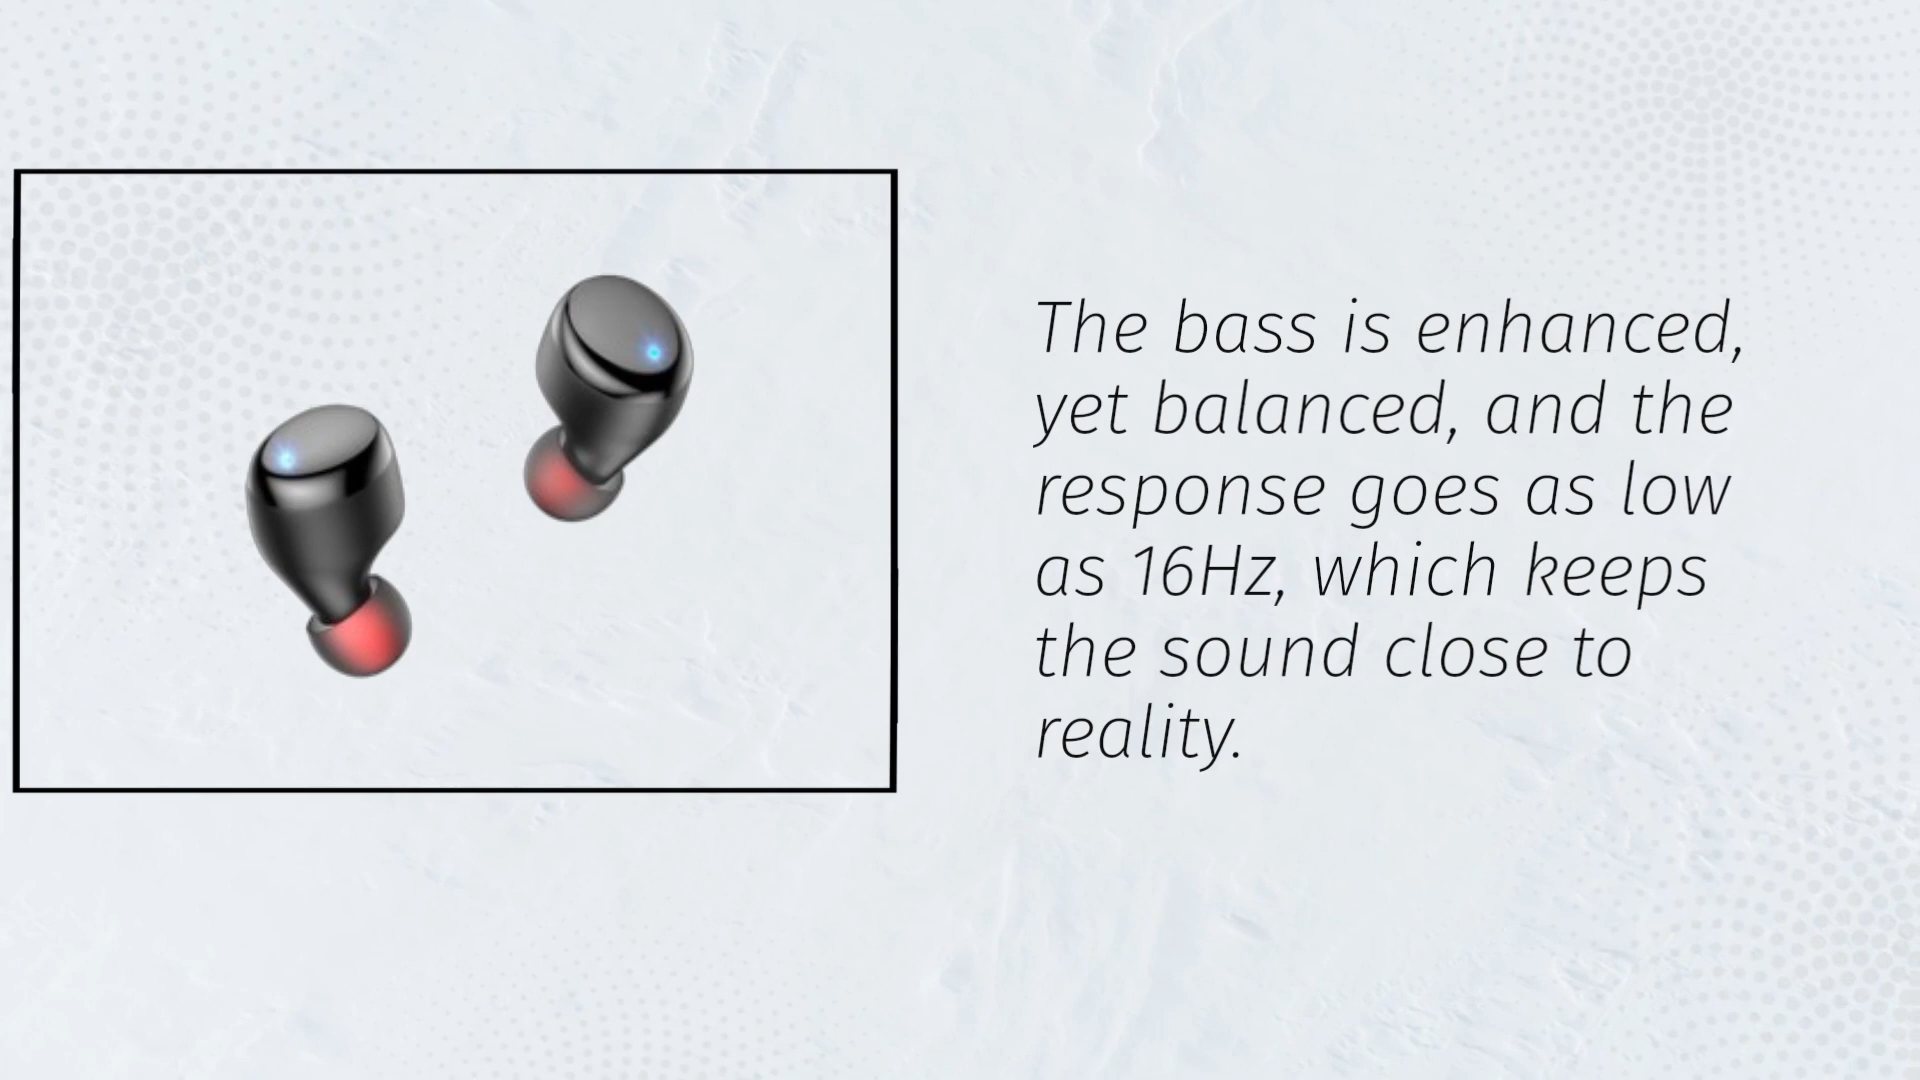 The bass is enhanced,
yet balanced, and the
response goes as low
as 16Hz, which keeps
the sound close to
reality.